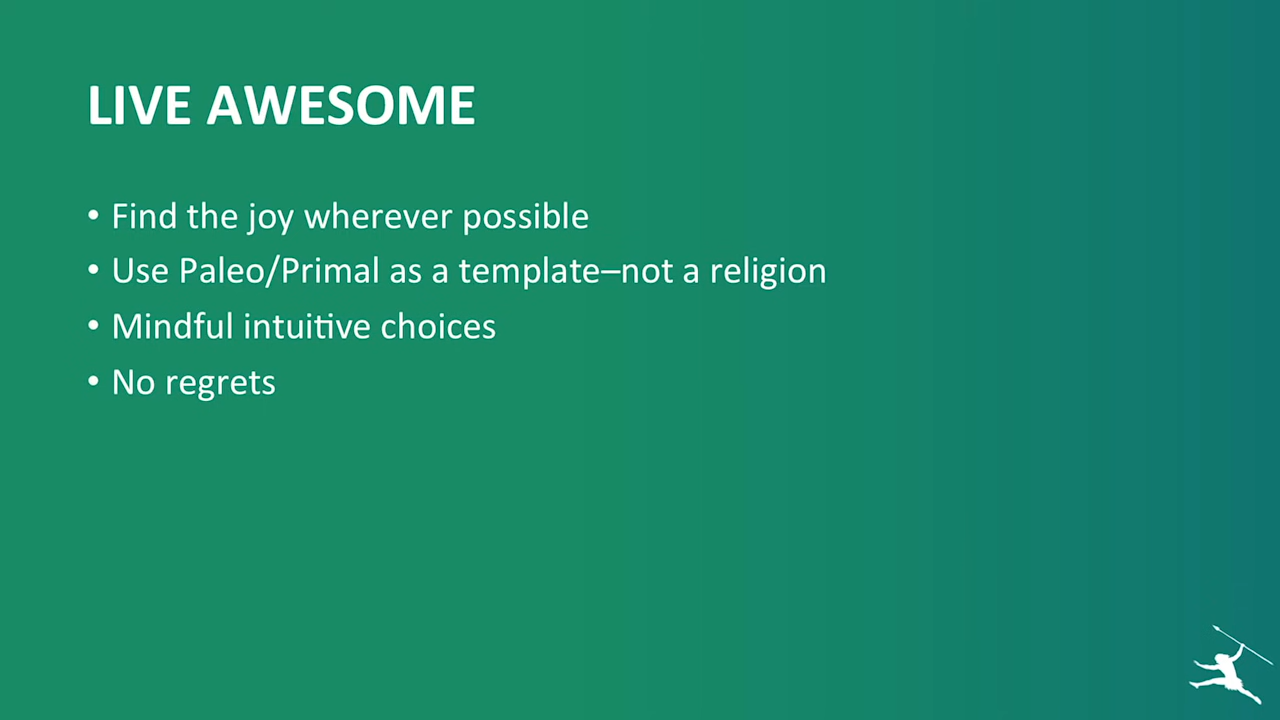 LIVE AWESOME
• Find the joy wherever possible
• Use Paleo/Primal as a template–not a religion
• Mindful intuitive choices
• No regrets